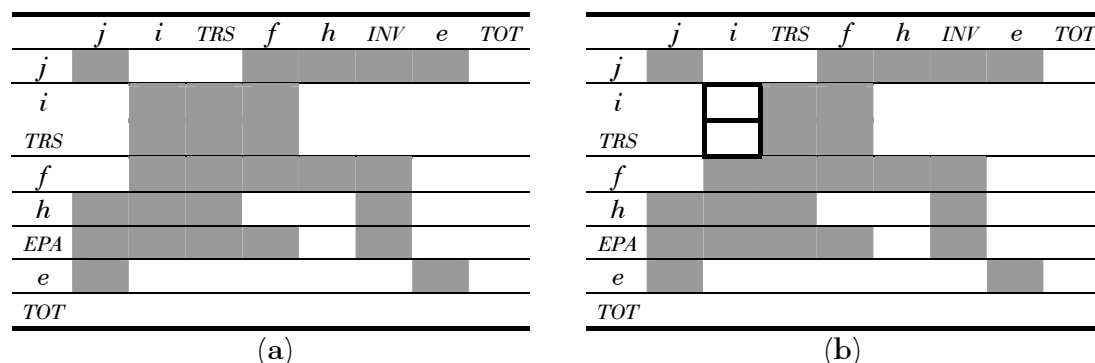 j i TRS f h INV e TOT
j
i
TRS
f
h
EPA
e
TOT
(a)
j i TRS f h INV e TOT
j
i
TRS
f
h
EPA
e
TOT
(b)